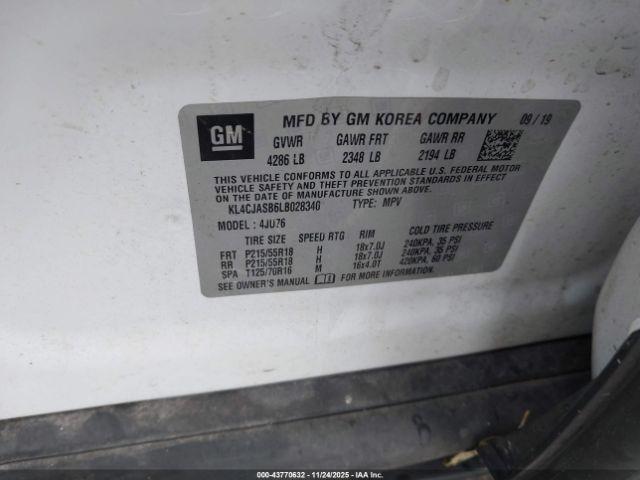 GM MFD BY GM KOREA COMPANY 09/19
GVWR GAWR FRT GAWR RR
4286 LB 2348 LB 2194 LB
THIS VEHICLE CONFORMS TO ALL APPLICABLE U.S. FEDERAL MOTOR
VEHICLE SAFETY AND THEFT PREVENTION STANDARDS IN EFFECT ON
THE DATE OF MANUFACTURE SHOWN ABOVE.
KL4CJASB6LB028340 TYPE: MPV
MODEL: 4JU76
TIRE SIZE SPEED RTG RIM COLD TIRE PRESSURE
FRT P215/55R18 H 18x7.0J 240KPA, 35 PSI
RR P215/55R18 H 18x7.0J 240KPA, 35 PSI
SPA T125/70R16 M 16x4.0T 420KPA, 60 PSI
SEE OWNER'S MANUAL FOR MORE INFORMATION.
000-43770632 - 11/24/2025 - IAAI.COM